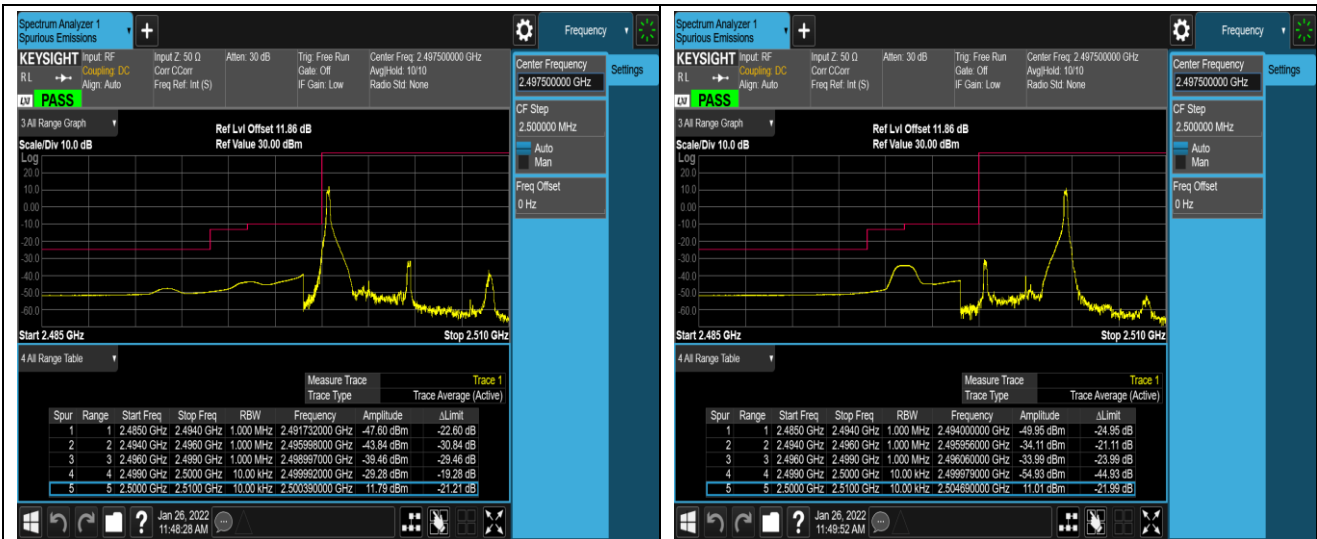 Spectrum Analyzer 1
Spurious Emissions
Frequency
KEYSIGHT Input: RF Input Z: 50 Ω Atten: 30 dB Trig: Free Run Center Freq: 2.497500000 GHz
R L Coupling: DC Corr CCorr Gate: Off Avg|Hold: 10/10
Align: Auto Freq Ref: Int (S) IF Gain: Low Radio Std: None
LXI PASS
Center Frequency
2.497500000 GHz
Settings
CF Step
2.500000 MHz
Auto
Man
Freq Offset
0 Hz
3 All Range Graph
Ref Lvl Offset 11.86 dB
Scale/Div 10.0 dB Ref Value 30.00 dBm
Log
20.0
10.0
0.00
-10.0
-20.0
-30.0
-40.0
-50.0
-60.0
Start 2.485 GHz Stop 2.510 GHz
4 All Range Table
Measure Trace Trace 1
Trace Type Trace Average (Active)
Spur Range Start Freq Stop Freq RBW Frequency Amplitude ΔLimit
1 1 2.4850 GHz 2.4940 GHz 1.000 MHz 2.491732000 GHz -47.60 dBm -22.60 dB
2 2 2.4940 GHz 2.4960 GHz 1.000 MHz 2.495998000 GHz -43.84 dBm -30.84 dB
3 3 2.4960 GHz 2.4990 GHz 1.000 MHz 2.498997000 GHz -39.46 dBm -29.46 dB
4 4 2.4990 GHz 2.5000 GHz 10.00 kHz 2.499992000 GHz -29.28 dBm -19.28 dB
5 5 2.5000 GHz 2.5100 GHz 10.00 kHz 2.500390000 GHz 11.79 dBm -21.21 dB
? Jan 26, 2022
11:48:28 AM
Spectrum Analyzer 1
Spurious Emissions
Frequency
KEYSIGHT Input: RF Input Z: 50 Ω Atten: 30 dB Trig: Free Run Center Freq: 2.497500000 GHz
R L Coupling: DC Corr CCorr Gate: Off Avg|Hold: 10/10
Align: Auto Freq Ref: Int (S) IF Gain: Low Radio Std: None
LXI PASS
Center Frequency
2.497500000 GHz
Settings
CF Step
2.500000 MHz
Auto
Man
Freq Offset
0 Hz
3 All Range Graph
Ref Lvl Offset 11.86 dB
Scale/Div 10.0 dB Ref Value 30.00 dBm
Log
20.0
10.0
0.00
-10.0
-20.0
-30.0
-40.0
-50.0
-60.0
Start 2.485 GHz Stop 2.510 GHz
4 All Range Table
Measure Trace Trace 1
Trace Type Trace Average (Active)
Spur Range Start Freq Stop Freq RBW Frequency Amplitude ΔLimit
1 1 2.4850 GHz 2.4940 GHz 1.000 MHz 2.494000000 GHz -49.95 dBm -24.95 dB
2 2 2.4940 GHz 2.4960 GHz 1.000 MHz 2.495956000 GHz -34.11 dBm -21.11 dB
3 3 2.4960 GHz 2.4990 GHz 1.000 MHz 2.496060000 GHz -33.99 dBm -23.99 dB
4 4 2.4990 GHz 2.5000 GHz 10.00 kHz 2.499979000 GHz -54.93 dBm -44.93 dB
5 5 2.5000 GHz 2.5100 GHz 10.00 kHz 2.504690000 GHz 11.01 dBm -21.99 dB
? Jan 26, 2022
11:49:52 AM